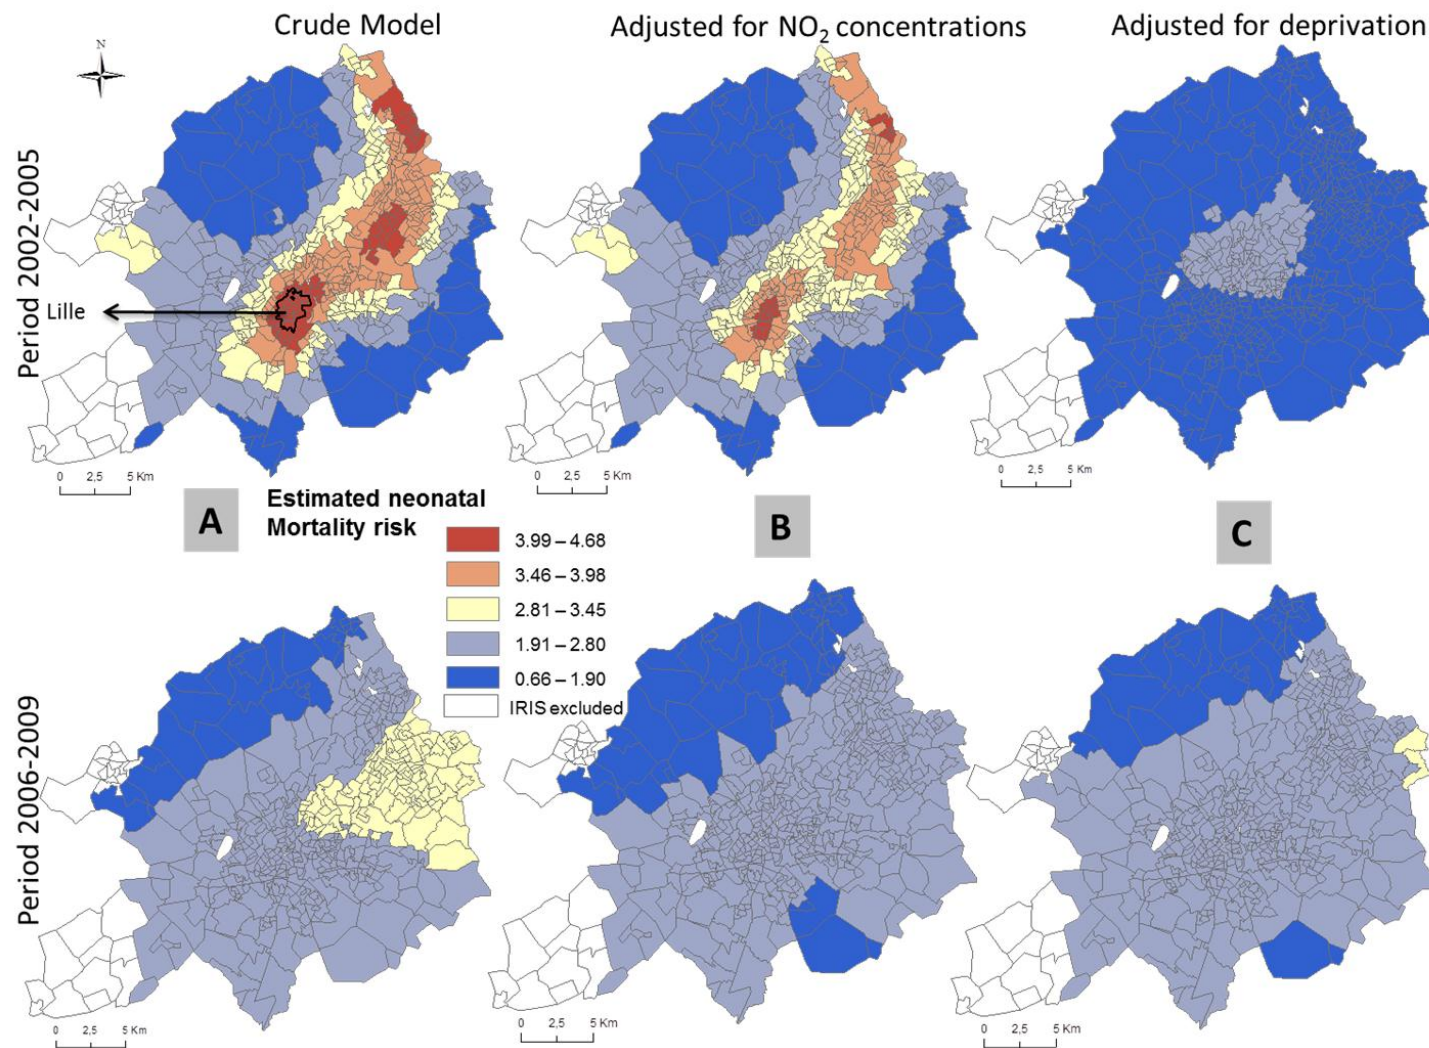 Crude Model
Adjusted for NO₂ concentrations
Adjusted for deprivation
N
Period 2002-2005
Lille
0 2,5 5 Km
0 2,5 5 Km
0 2,5 5 Km
A
Estimated neonatal
Mortality risk
3.99 – 4.68
3.46 – 3.98
2.81 – 3.45
1.91 – 2.80
0.66 - 1.90
IRIS excluded
B
C
Period 2006-2009
0 2,5 5 Km
0 2,5 5 Km
0 2,5 5 Km